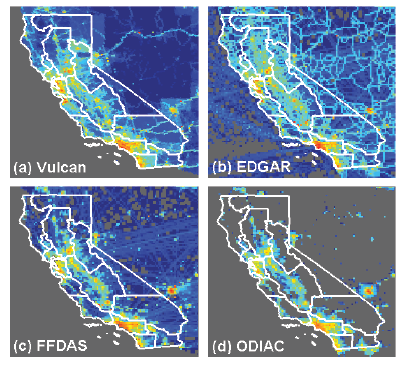 (a) Vulcan
(b) EDGAR
(c) FFDAS
(d) ODIAC